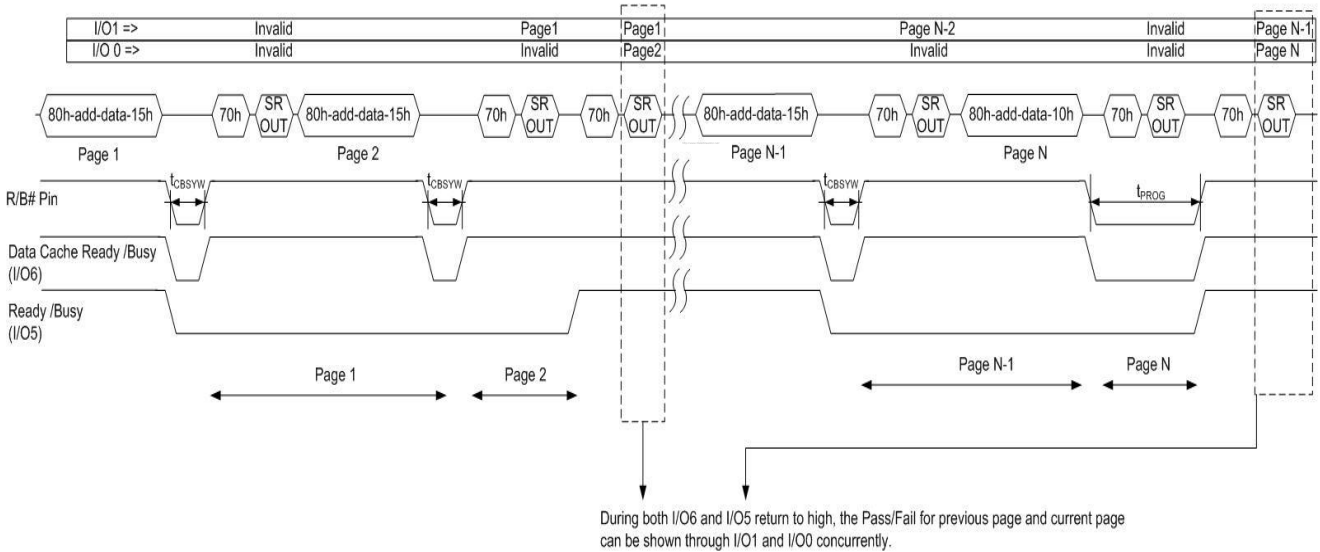 I/O1 => Invalid Page1 Page1 Page N-2 Invalid Page N-1
I/O 0 => Invalid Invalid Page2 Invalid Invalid Page N
80h-add-data-15h 70h SR OUT 80h-add-data-15h 70h SR OUT 70h SR OUT 80h-add-data-15h 70h SR OUT 80h-add-data-10h 70h SR OUT 70h SR OUT
Page 1 Page 2 Page N-1 Page N
R/B# Pin tCBSYW tCBSYW tCBSYW tPROG
Data Cache Ready /Busy
(I/O6)
Ready /Busy
(I/O5)
Page 1 Page 2 Page N-1 Page N
During both I/O6 and I/O5 return to high, the Pass/Fail for previous page and current page
can be shown through I/O1 and I/O0 concurrently.